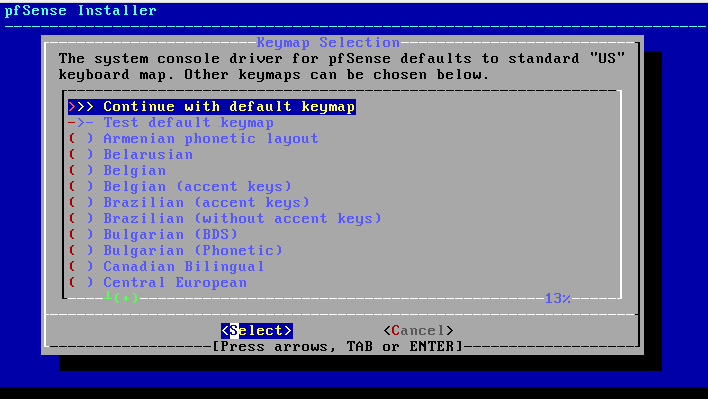 pfSense Installer
Keymap Selection
The system console driver for pfSense defaults to standard "US"
keyboard map. Other keymaps can be chosen below.
>>> Continue with default keymap
->- Test default keymap
( ) Armenian phonetic layout
( ) Belarusian
( ) Belgian
( ) Belgian (accent keys)
( ) Brazilian (accent keys)
( ) Brazilian (without accent keys)
( ) Bulgarian (BDS)
( ) Bulgarian (Phonetic)
( ) Canadian Bilingual
( ) Central European
┴(+) 13%
<Select> <Cancel>
[Press arrows, TAB or ENTER]